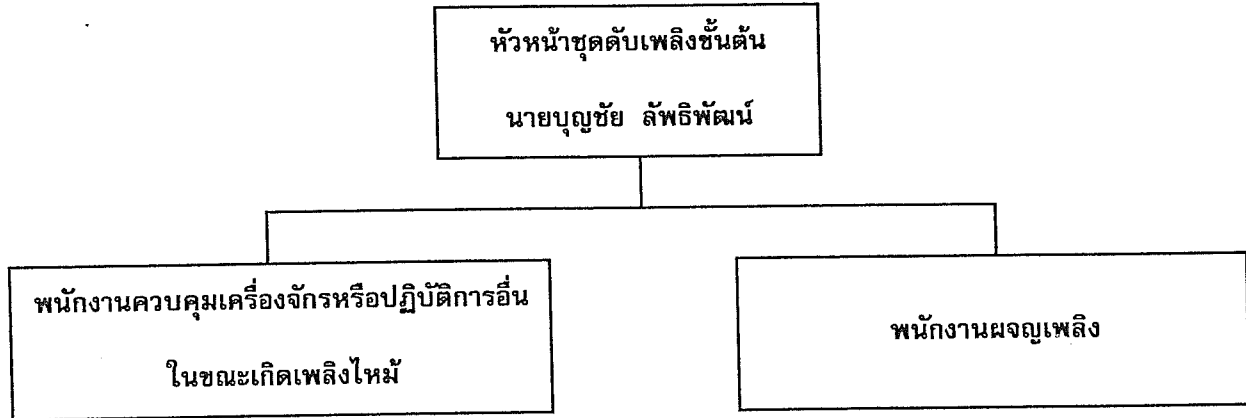 หัวหน้าชุดดับเพลิงชั้นต้น
นายบุญชัย ลัพธิพัฒน์
พนักงานควบคุมเครื่องจักรหรือปฏิบัติการอื่น
ในขณะเกิดเพลิงไหม้
พนักงานผจญเพลิง